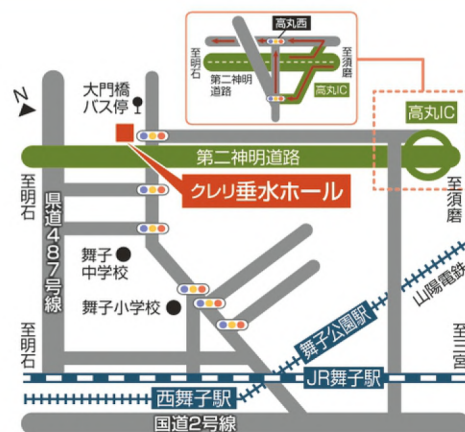 高丸西
至明石
至須磨
第二神明
道路
高丸IC
N
大門橋
バス停
高丸IC
第二神明道路
至明石
至須磨
クレリ垂水ホール
県道487号線
舞子
中学校
舞子小学校
山陽電鉄
舞子公園駅
至明石
至三宮
JR舞子駅
西舞子駅
国道2号線